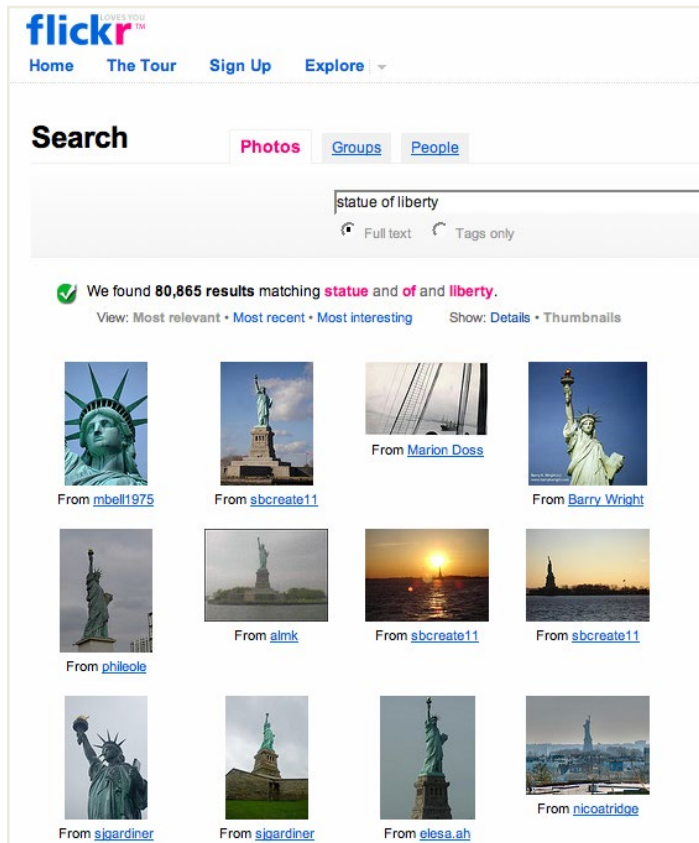 LOVES YOU
flickr™
Home The Tour Sign Up Explore
Search Photos Groups People
statue of liberty
Full text Tags only
We found 80,865 results matching statue and of and liberty.
View: Most relevant • Most recent • Most interesting Show: Details • Thumbnails
From mbell1975 From sbcreate11 From Marion Doss From Barry Wright
From phileole From almk From sbcreate11 From sbcreate11
From sjgardiner From sjgardiner From elesa.ah From nicoatridge